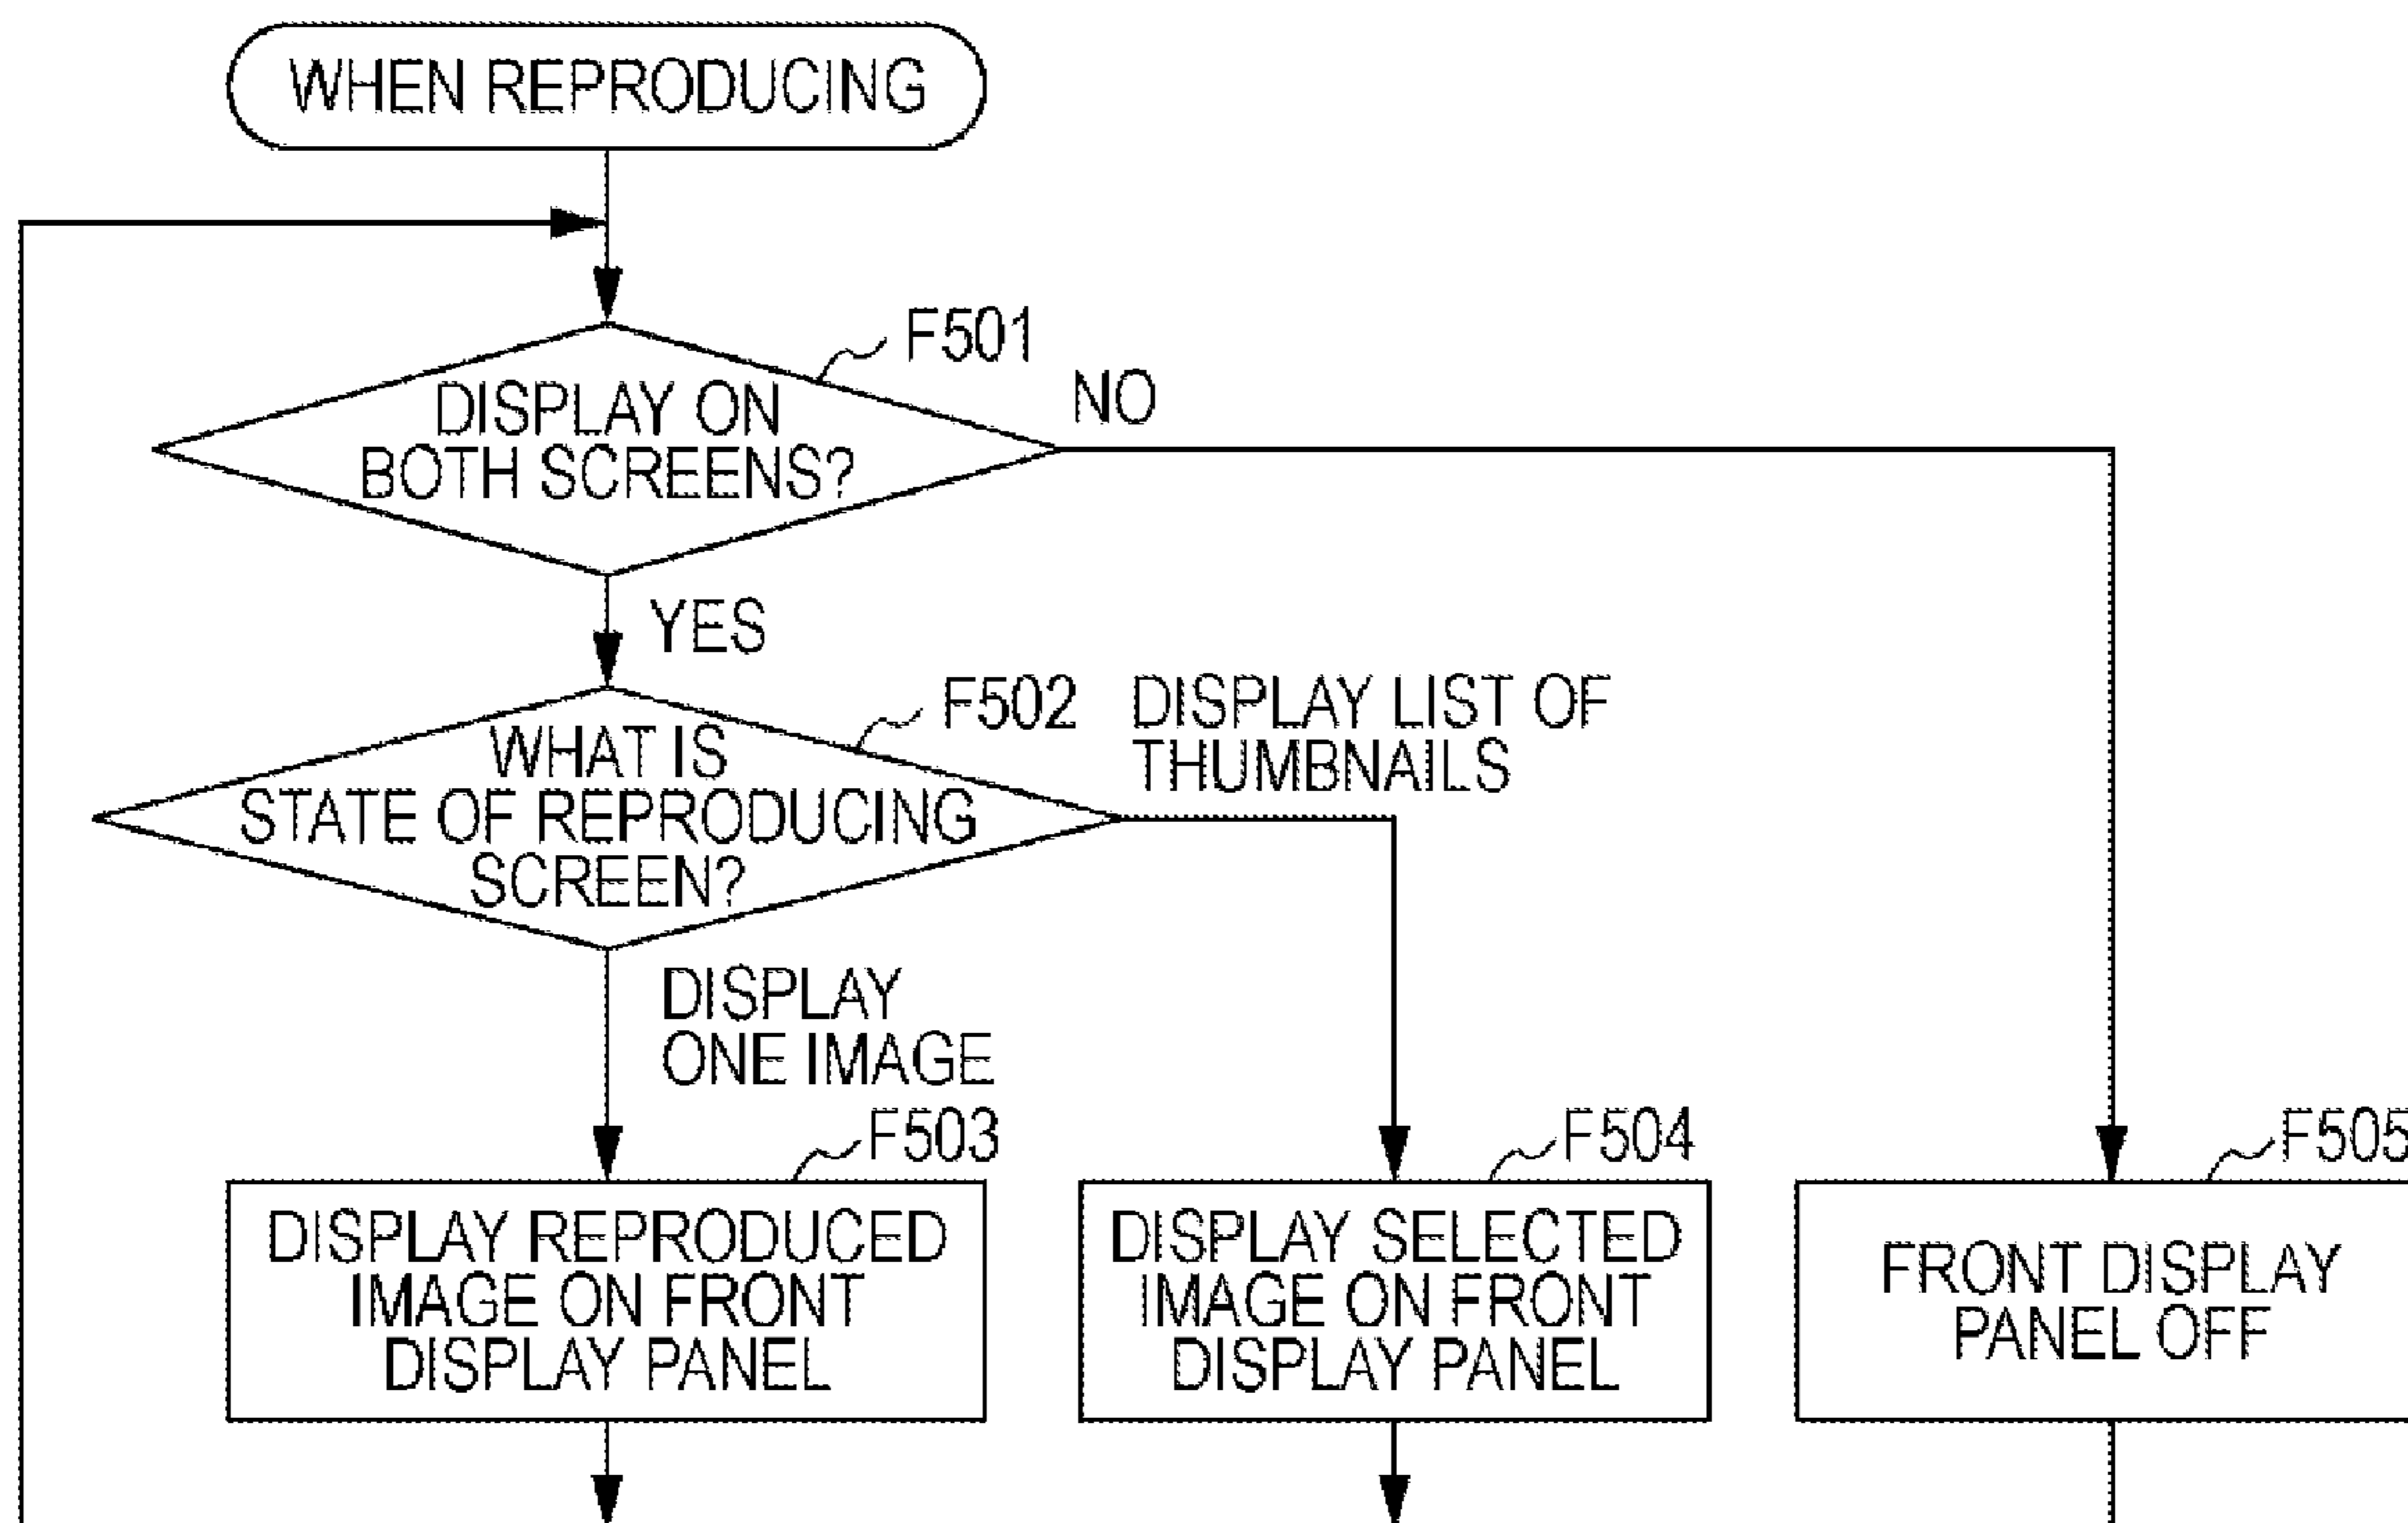 WHEN REPRODUCING
F501
DISPLAY ON
BOTH SCREENS?
NO
YES
F502
DISPLAY LIST OF
THUMBNAILS
WHAT IS
STATE OF REPRODUCING
SCREEN?
DISPLAY
ONE IMAGE
F503
DISPLAY REPRODUCED
IMAGE ON FRONT
DISPLAY PANEL
F504
DISPLAY SELECTED
IMAGE ON FRONT
DISPLAY PANEL
F505
FRONT DISPLAY
PANEL OFF